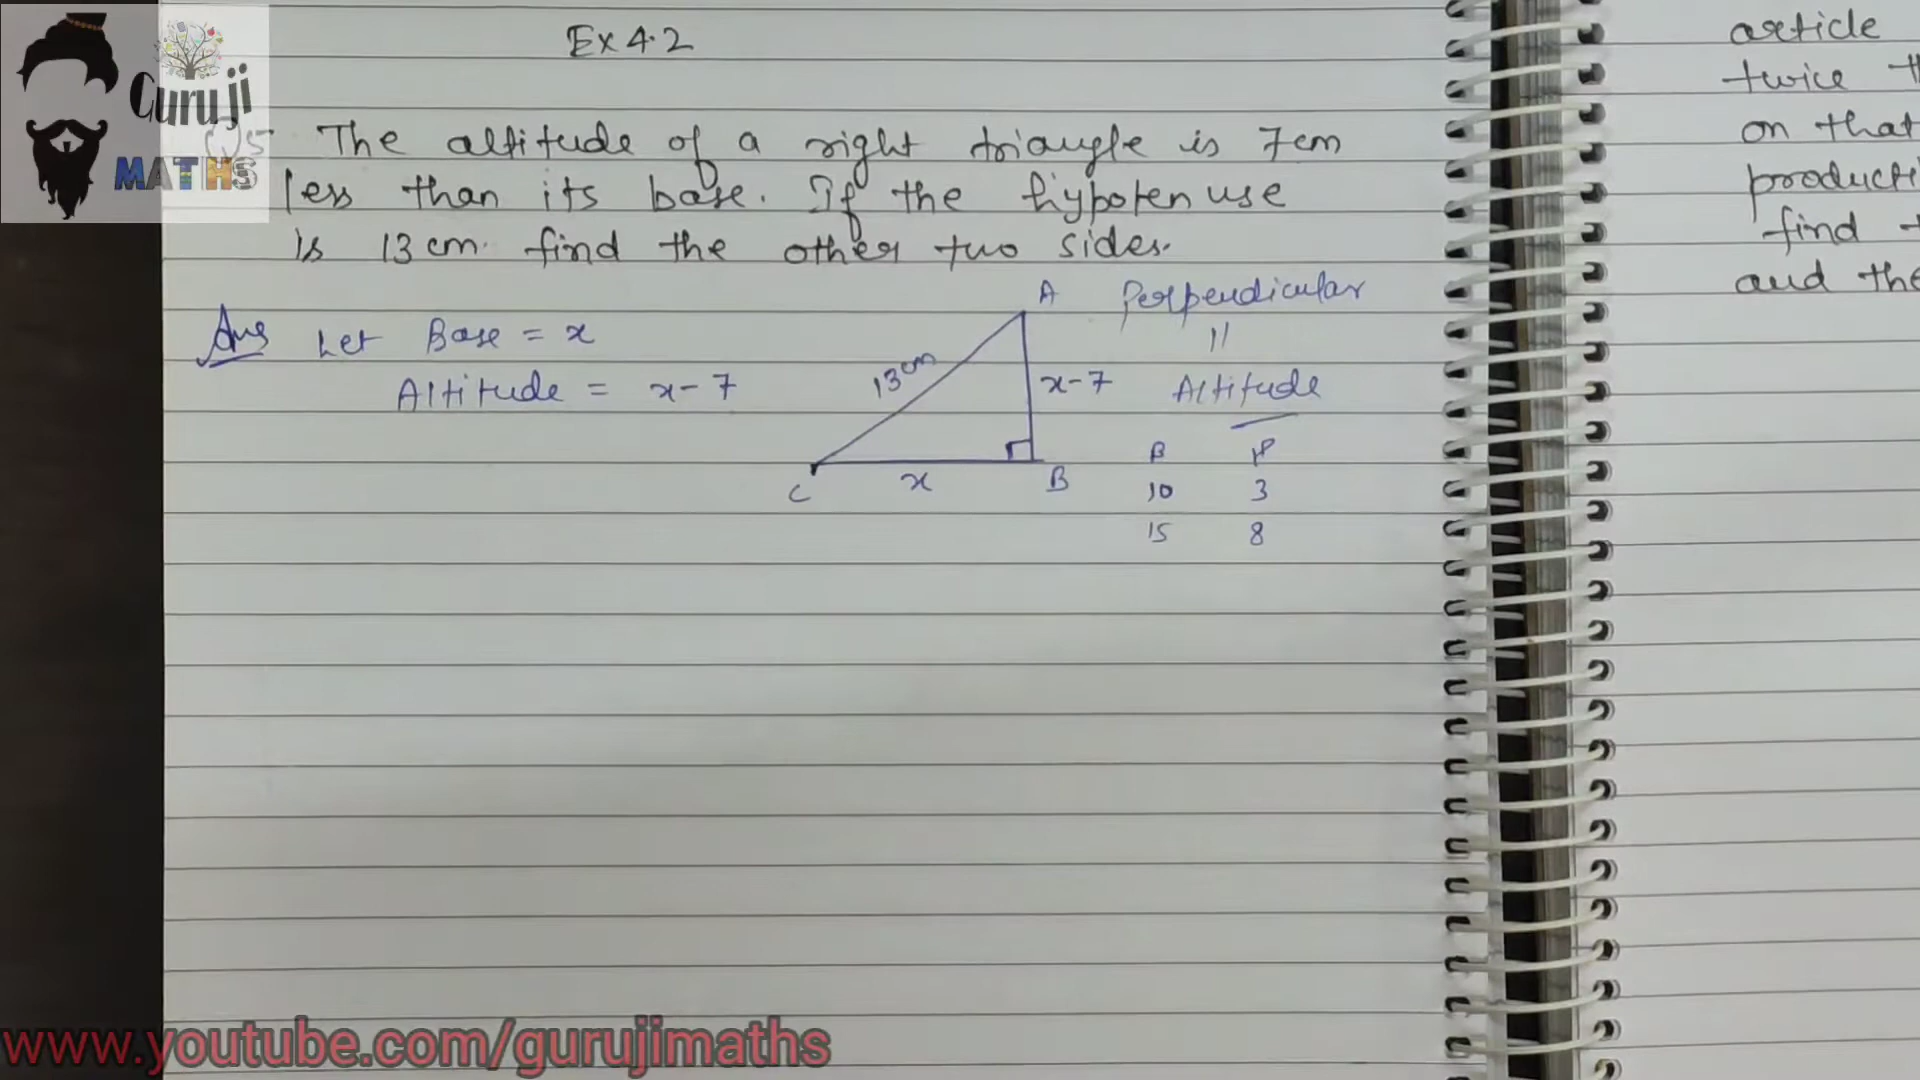 Guruji
MATHS
Ex 4.2
Q5 The altitude of a right triangle is 7cm
less than its base. If the hypotenuse
is 13 cm. find the other two sides.
Ans Let Base = x
Altitude = x-7
A
13cm
x-7
C
x
B
Perpendicular
||
Altitude
B P
10 3
15 8
article
twice
on that
find
and the
www.youtube.com/gurujimaths